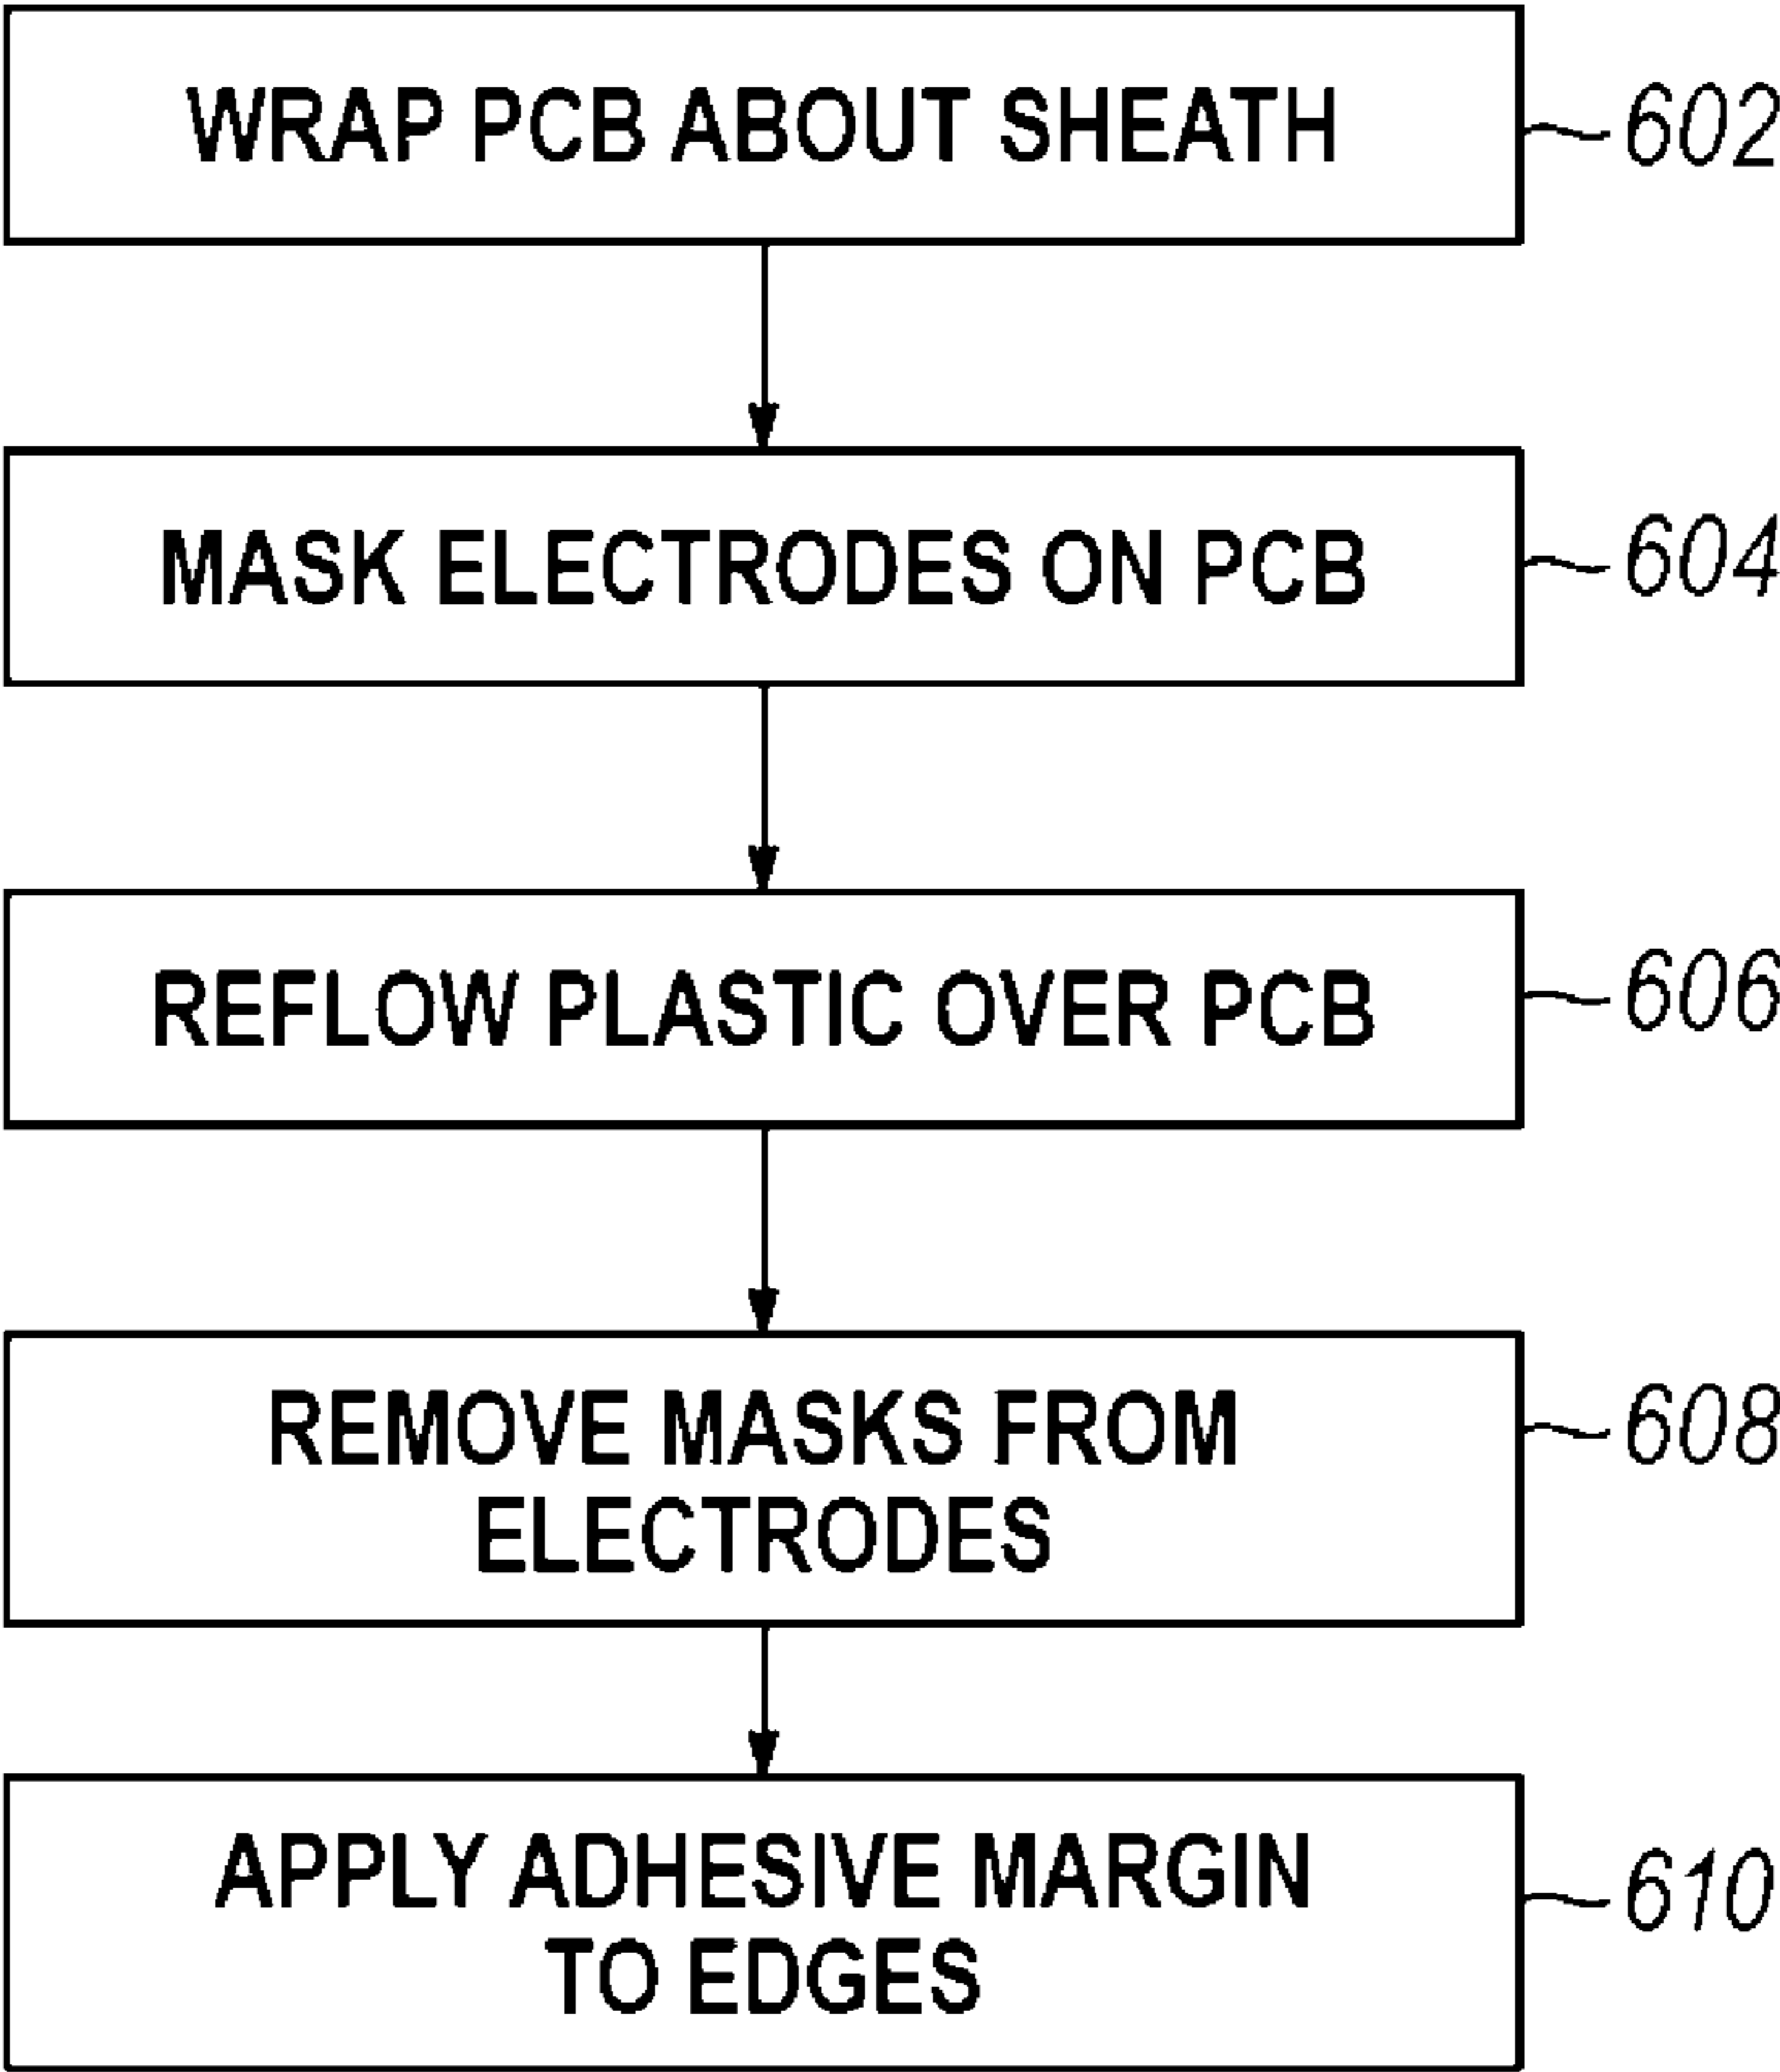 WRAP PCB ABOUT SHEATH
602
MASK ELECTRODES ON PCB
604
REFLOW PLASTIC OVER PCB
606
REMOVE MASKS FROM
ELECTRODES
608
APPLY ADHESIVE MARGIN
TO EDGES
610